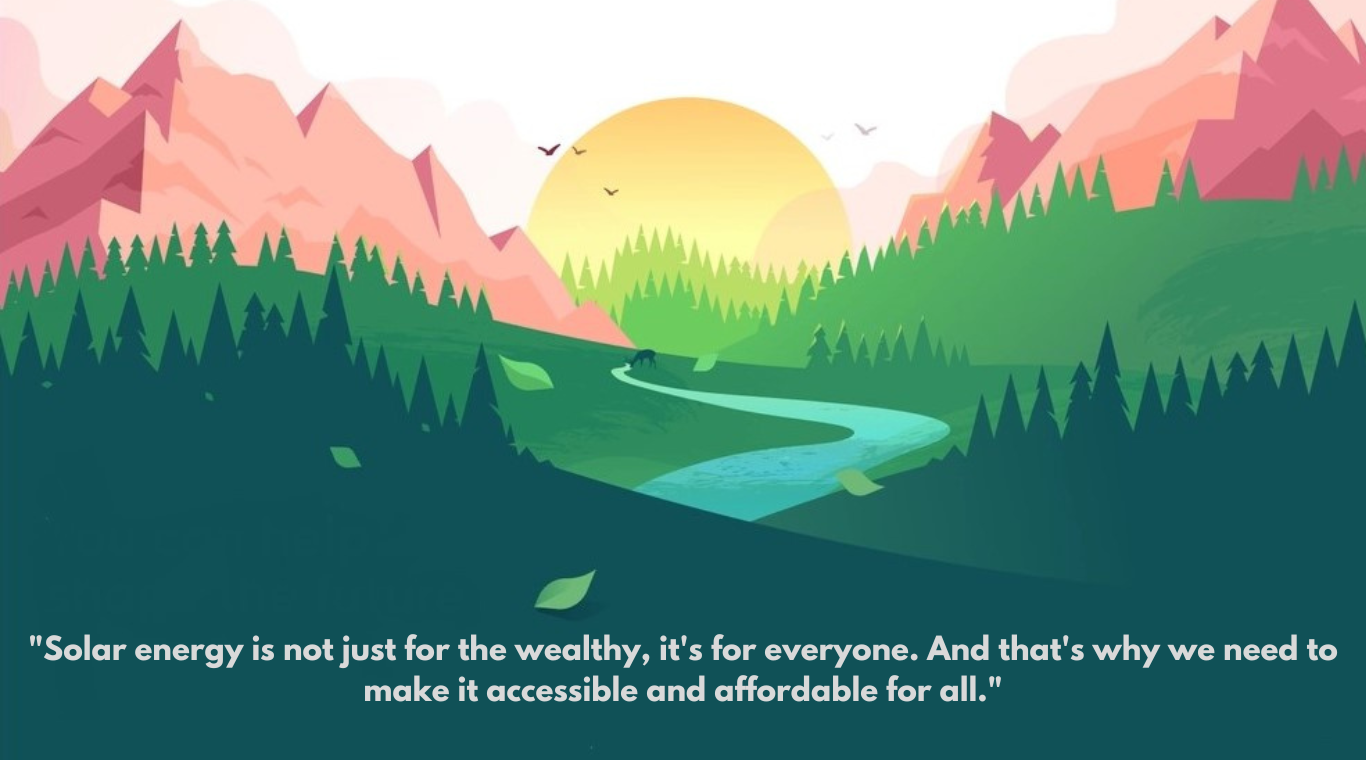 "Solar energy is not just for the wealthy, it's for everyone. And that's why we need to
make it accessible and affordable for all."